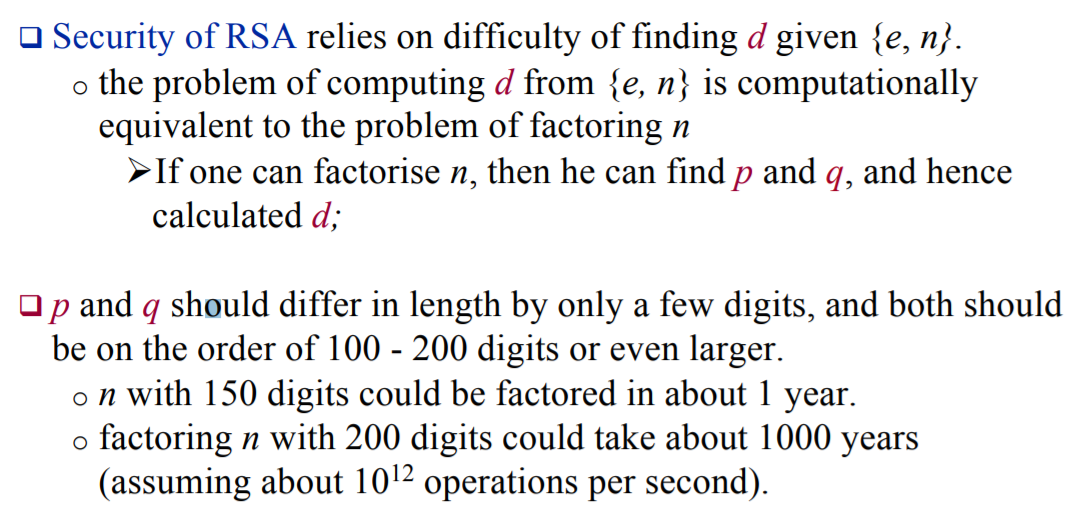 ❑ Security of RSA relies on difficulty of finding d given {e, n}.
o the problem of computing d from {e, n} is computationally
equivalent to the problem of factoring n
➢If one can factorise n, then he can find p and q, and hence
calculated d;
❑ p and q should differ in length by only a few digits, and both should
be on the order of 100 - 200 digits or even larger.
o n with 150 digits could be factored in about 1 year.
o factoring n with 200 digits could take about 1000 years
(assuming about 10¹² operations per second).